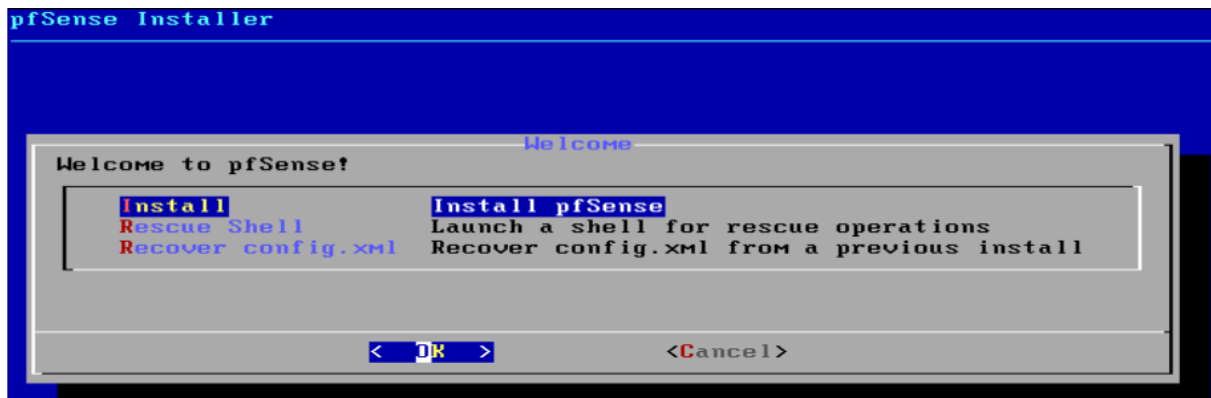 pfSense Installer
Welcome
Welcome to pfSense!
Install Install pfSense
Rescue Shell Launch a shell for rescue operations
Recover config.xml Recover config.xml from a previous install
< OK > <Cancel>